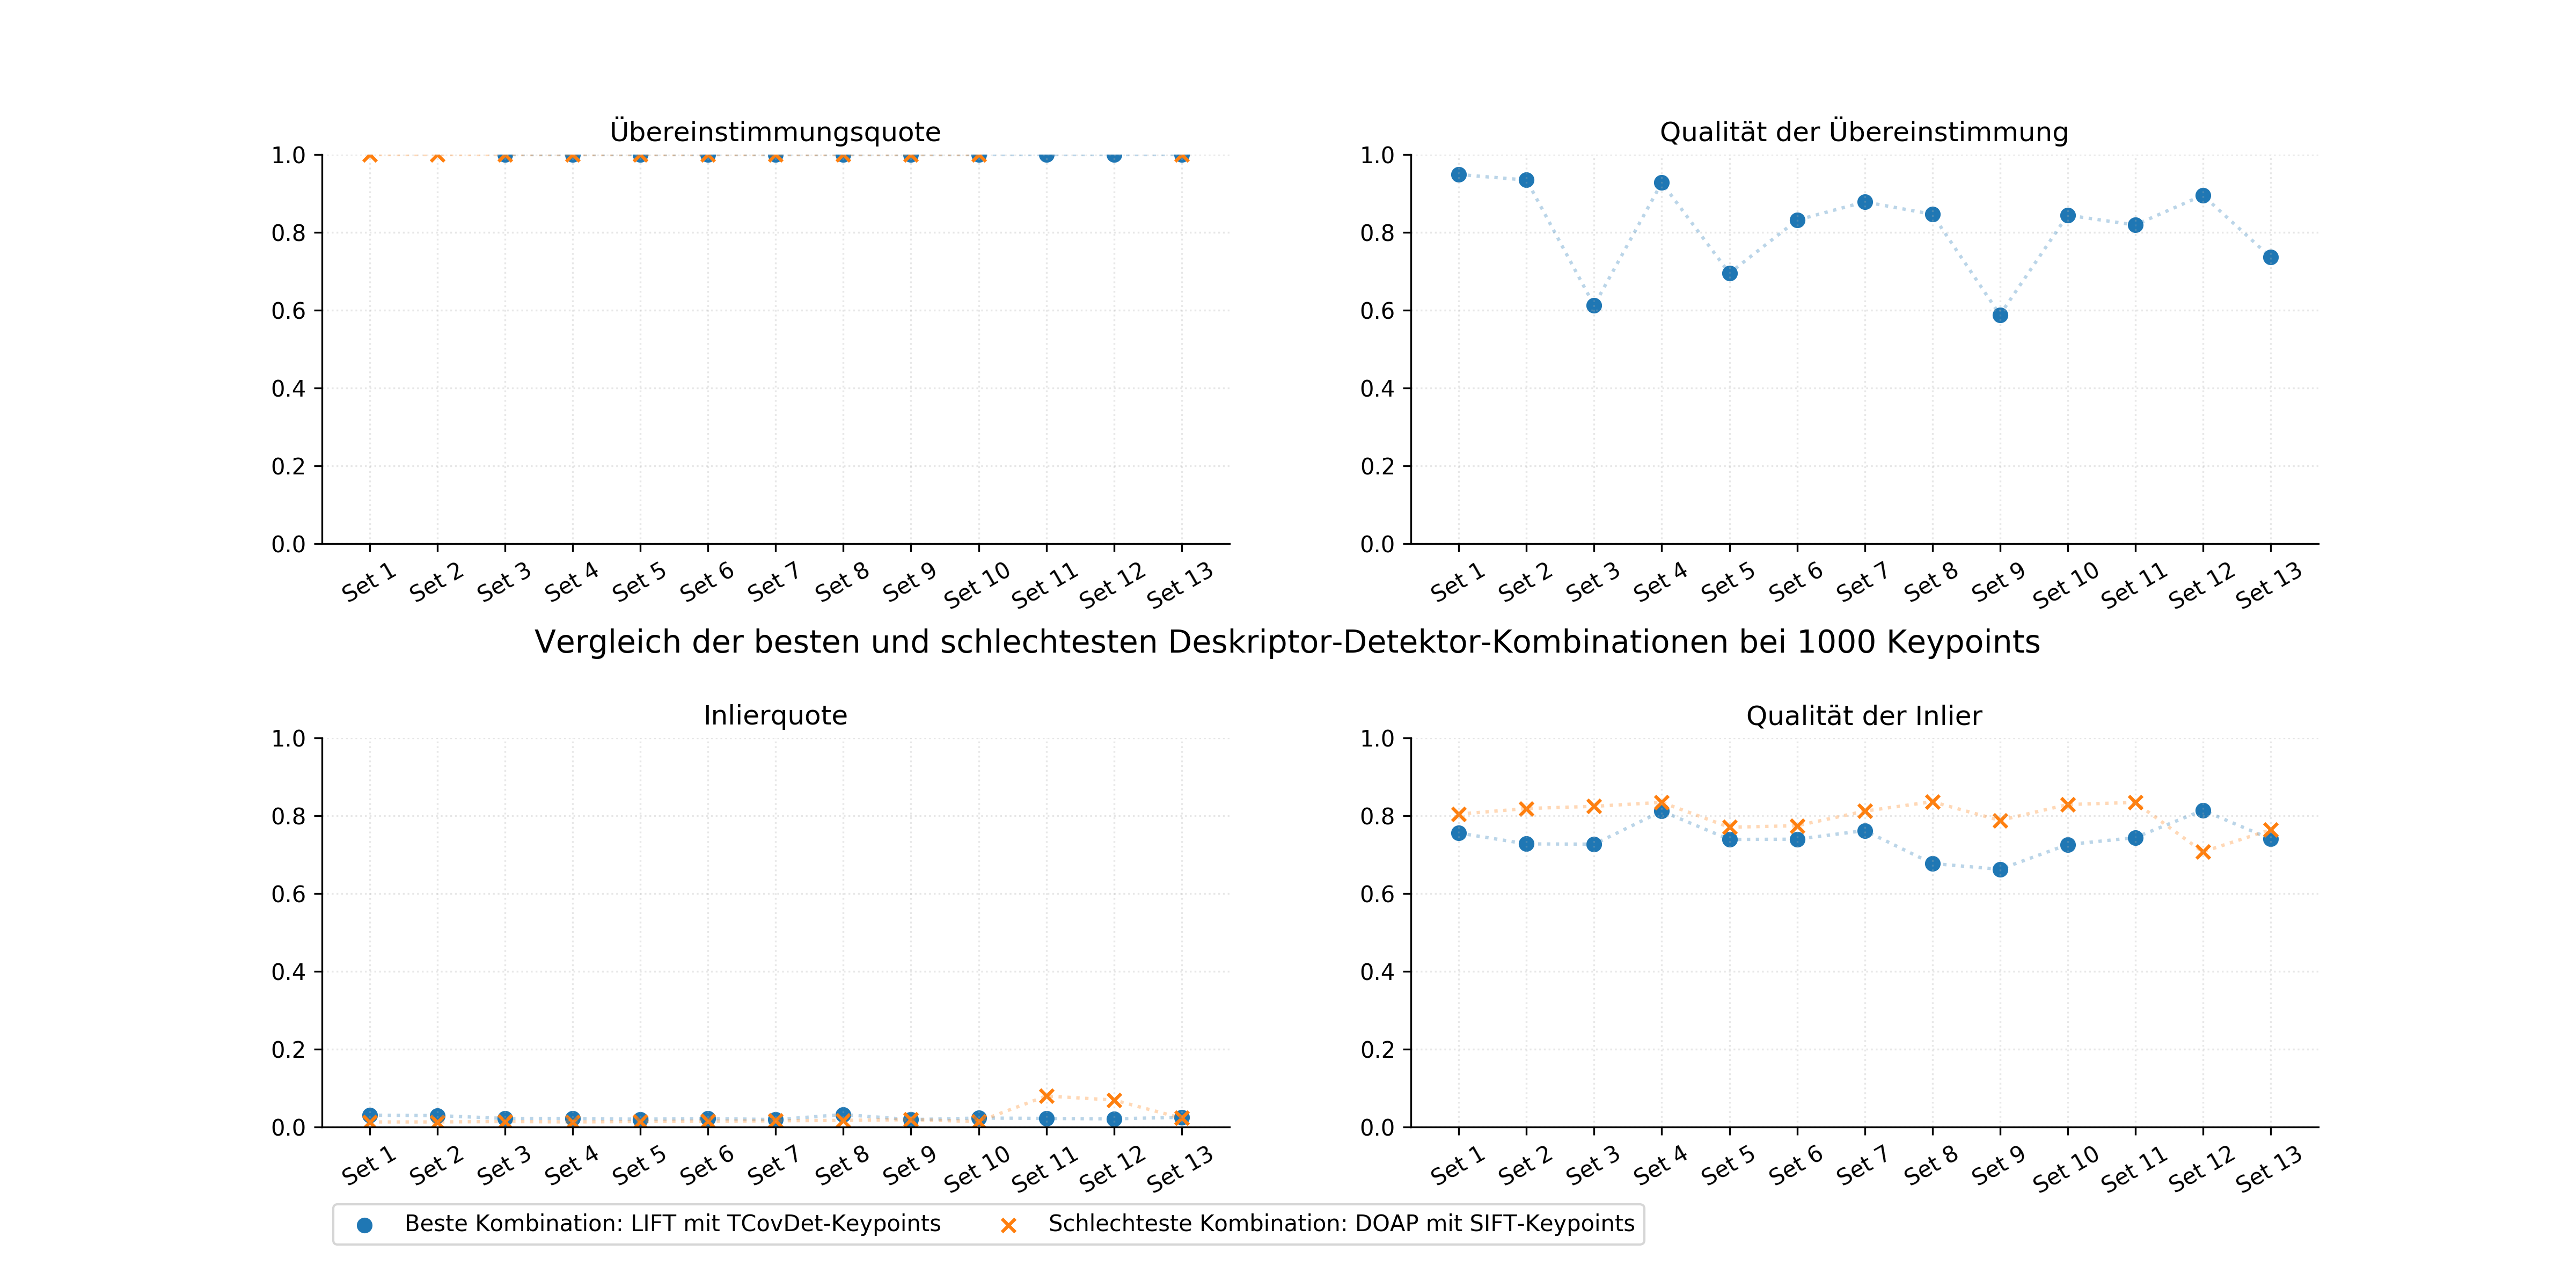 Übereinstimmungsquote
1.0
0.8
0.6
0.4
0.2
0.0
Set 1 Set 2 Set 3 Set 4 Set 5 Set 6 Set 7 Set 8 Set 9 Set 10 Set 11 Set 12 Set 13
Qualität der Übereinstimmung
1.0
0.8
0.6
0.4
0.2
0.0
Set 1 Set 2 Set 3 Set 4 Set 5 Set 6 Set 7 Set 8 Set 9 Set 10 Set 11 Set 12 Set 13
Vergleich der besten und schlechtesten Deskriptor-Detektor-Kombinationen bei 1000 Keypoints
Inlierquote
1.0
0.8
0.6
0.4
0.2
0.0
Set 1 Set 2 Set 3 Set 4 Set 5 Set 6 Set 7 Set 8 Set 9 Set 10 Set 11 Set 12 Set 13
Qualität der Inlier
1.0
0.8
0.6
0.4
0.2
0.0
Set 1 Set 2 Set 3 Set 4 Set 5 Set 6 Set 7 Set 8 Set 9 Set 10 Set 11 Set 12 Set 13
Beste Kombination: LIFT mit TCovDet-Keypoints Schlechteste Kombination: DOAP mit SIFT-Keypoints